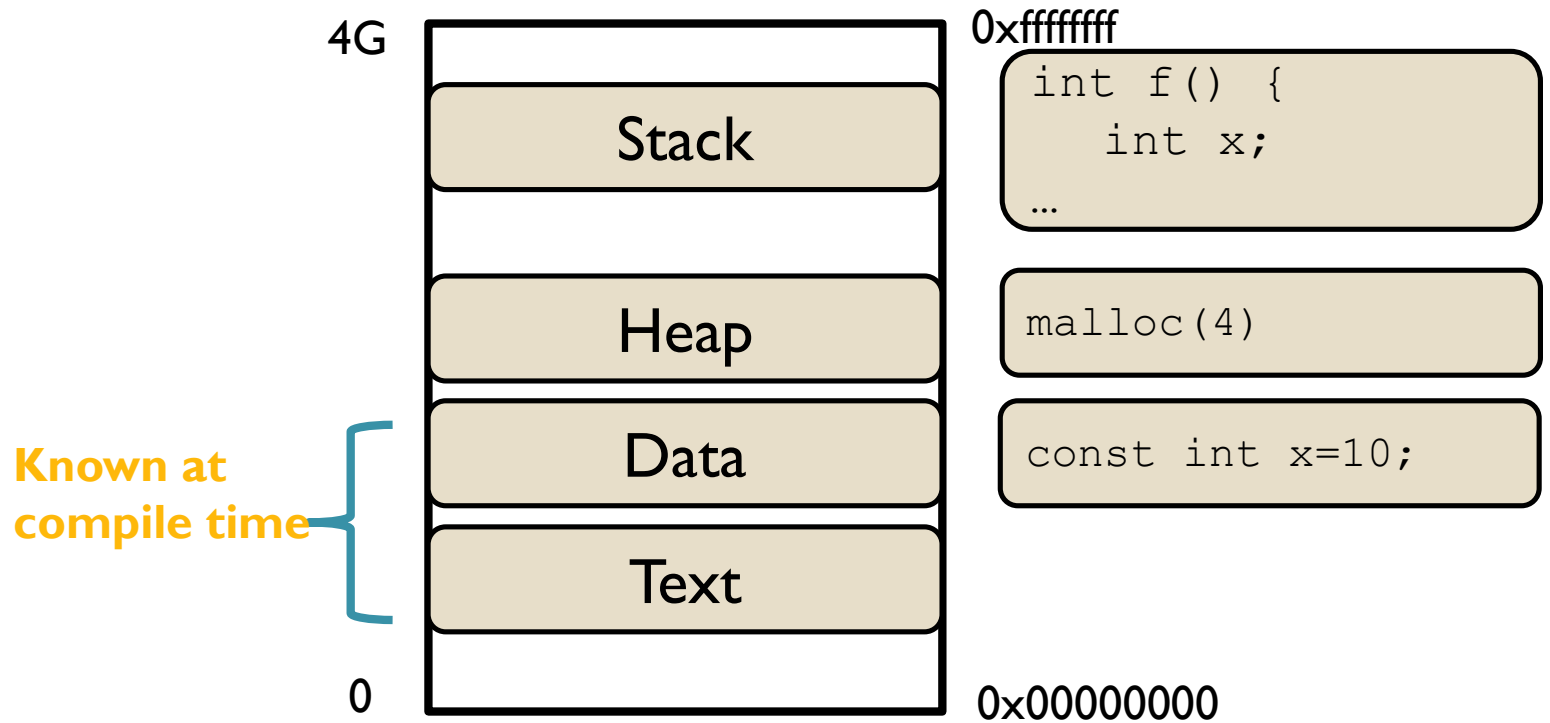 4G
0xffffffff
Stack
int f() {
int x;
…
Heap
malloc(4)
Data
const int x=10;
Known at
compile time
Text
0
0x00000000